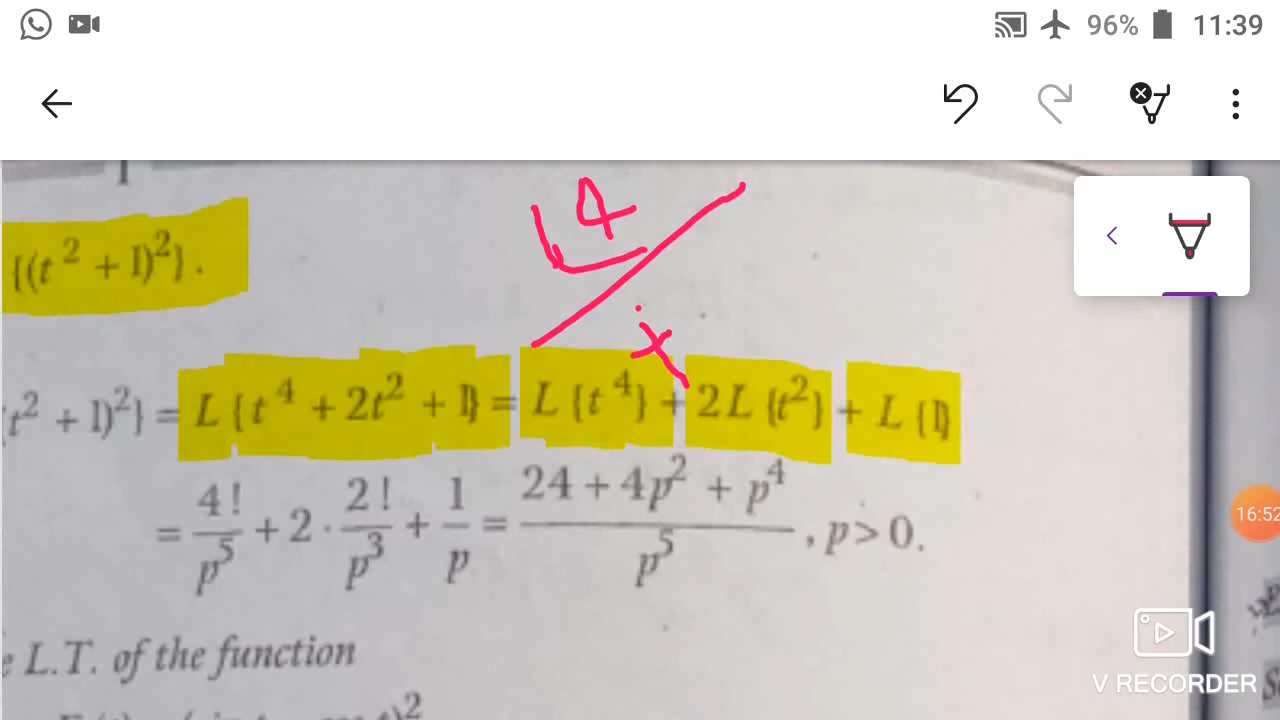 96% 11:39
4
{(t² + 1)²}.
t² + 1)²} = L {t⁴ + 2t² + 1} = L {t⁴} + 2L {t²} + L {1}
= 4!/p⁵ + 2 · 2!/p³ + 1/p = (24 + 4p² + p⁴)/p⁵, p > 0.
16:52
e L.T. of the function
V RECORDER